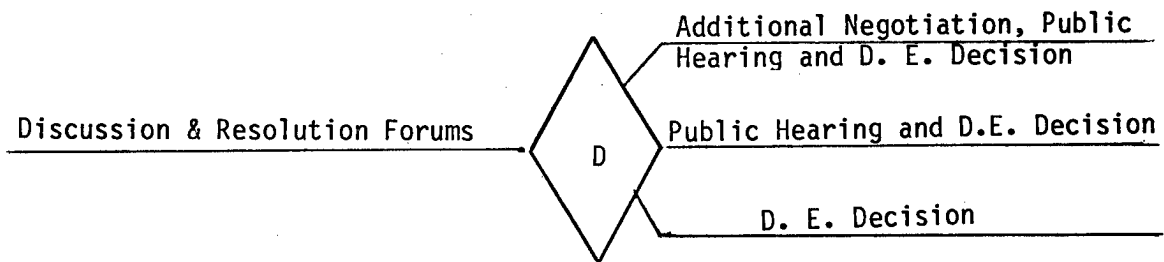 Additional Negotiation, Public
Hearing and D. E. Decision
Discussion & Resolution Forums
D
Public Hearing and D.E. Decision
D. E. Decision